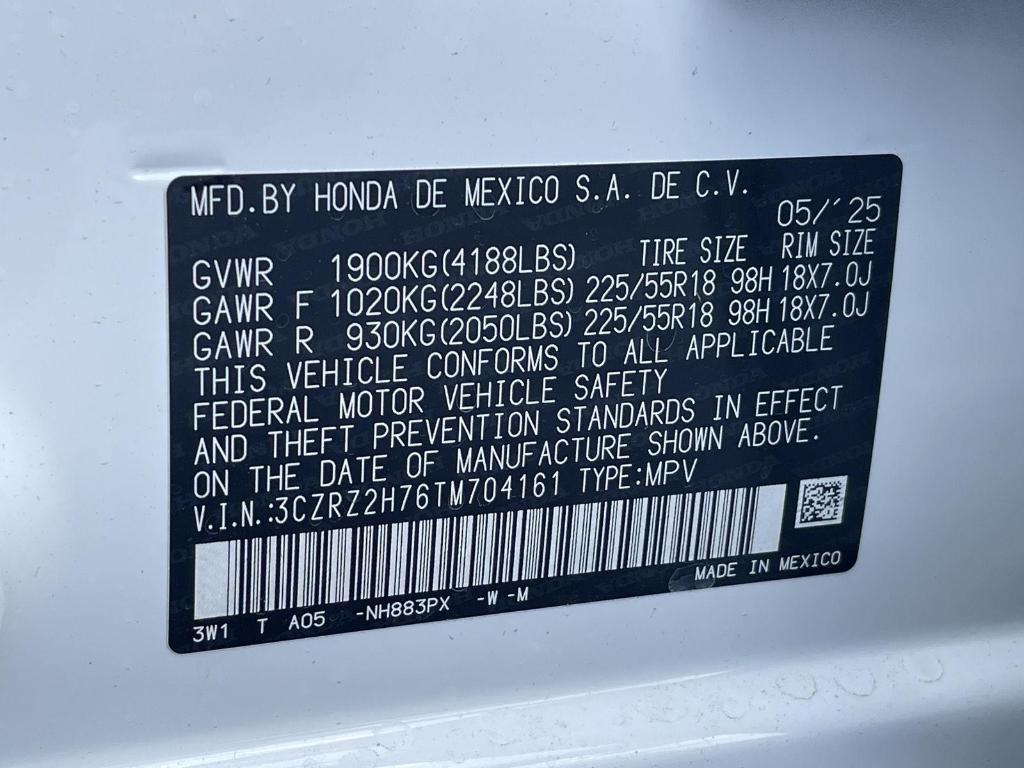 MFD.BY HONDA DE MEXICO S.A. DE C.V.
05/'25
GVWR 1900KG(4188LBS) TIRE SIZE RIM SIZE
GAWR F 1020KG(2248LBS) 225/55R18 98H 18X7.0J
GAWR R 930KG(2050LBS) 225/55R18 98H 18X7.0J
THIS VEHICLE CONFORMS TO ALL APPLICABLE
FEDERAL MOTOR VEHICLE SAFETY
AND THEFT PREVENTION STANDARDS IN EFFECT
ON THE DATE OF MANUFACTURE SHOWN ABOVE.
V.I.N.:3CZRZ2H76TM704161 TYPE:MPV
MADE IN MEXICO
3W1 T A05 -NH883PX -W -M